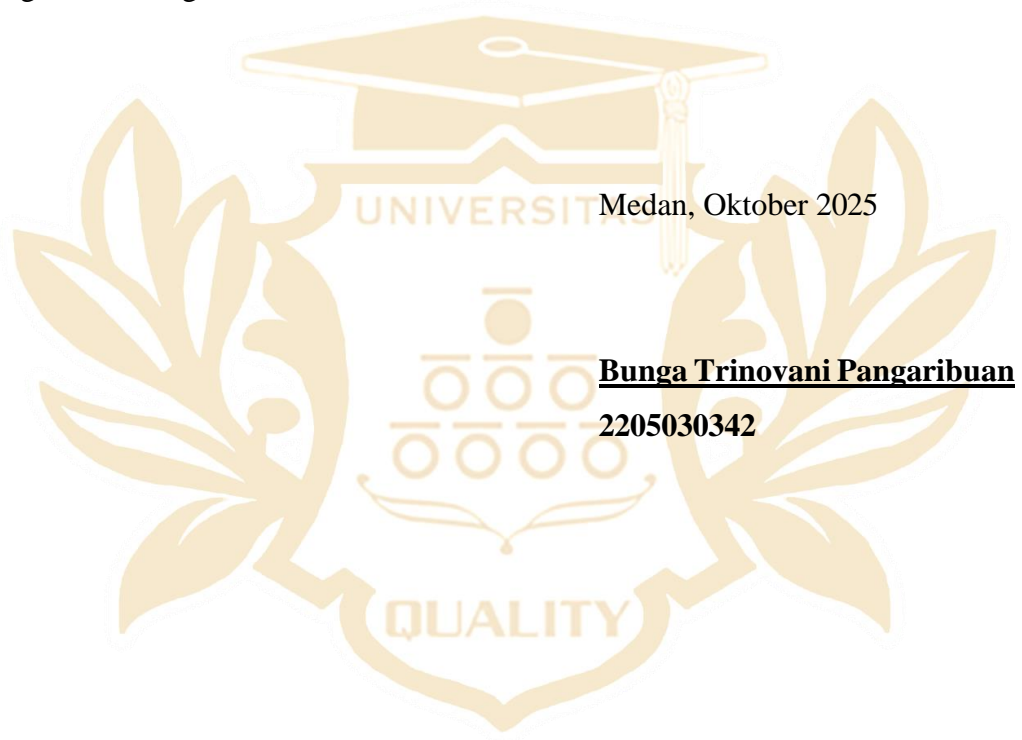 UNIVERSITAS
Medan, Oktober 2025
Bunga Trinovani Pangaribuan
2205030342
QUALITY